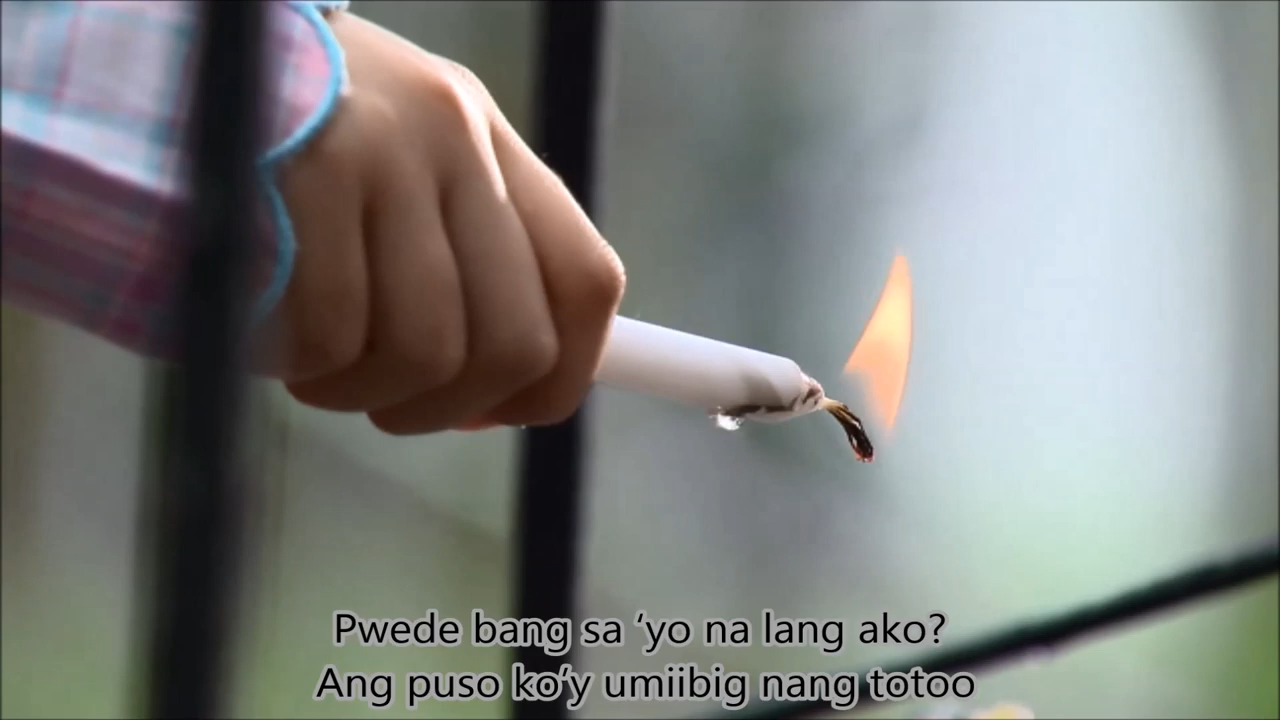 Pwede bang sa ‘yo na lang ako?
Ang puso ko’y umiibig nang totoo